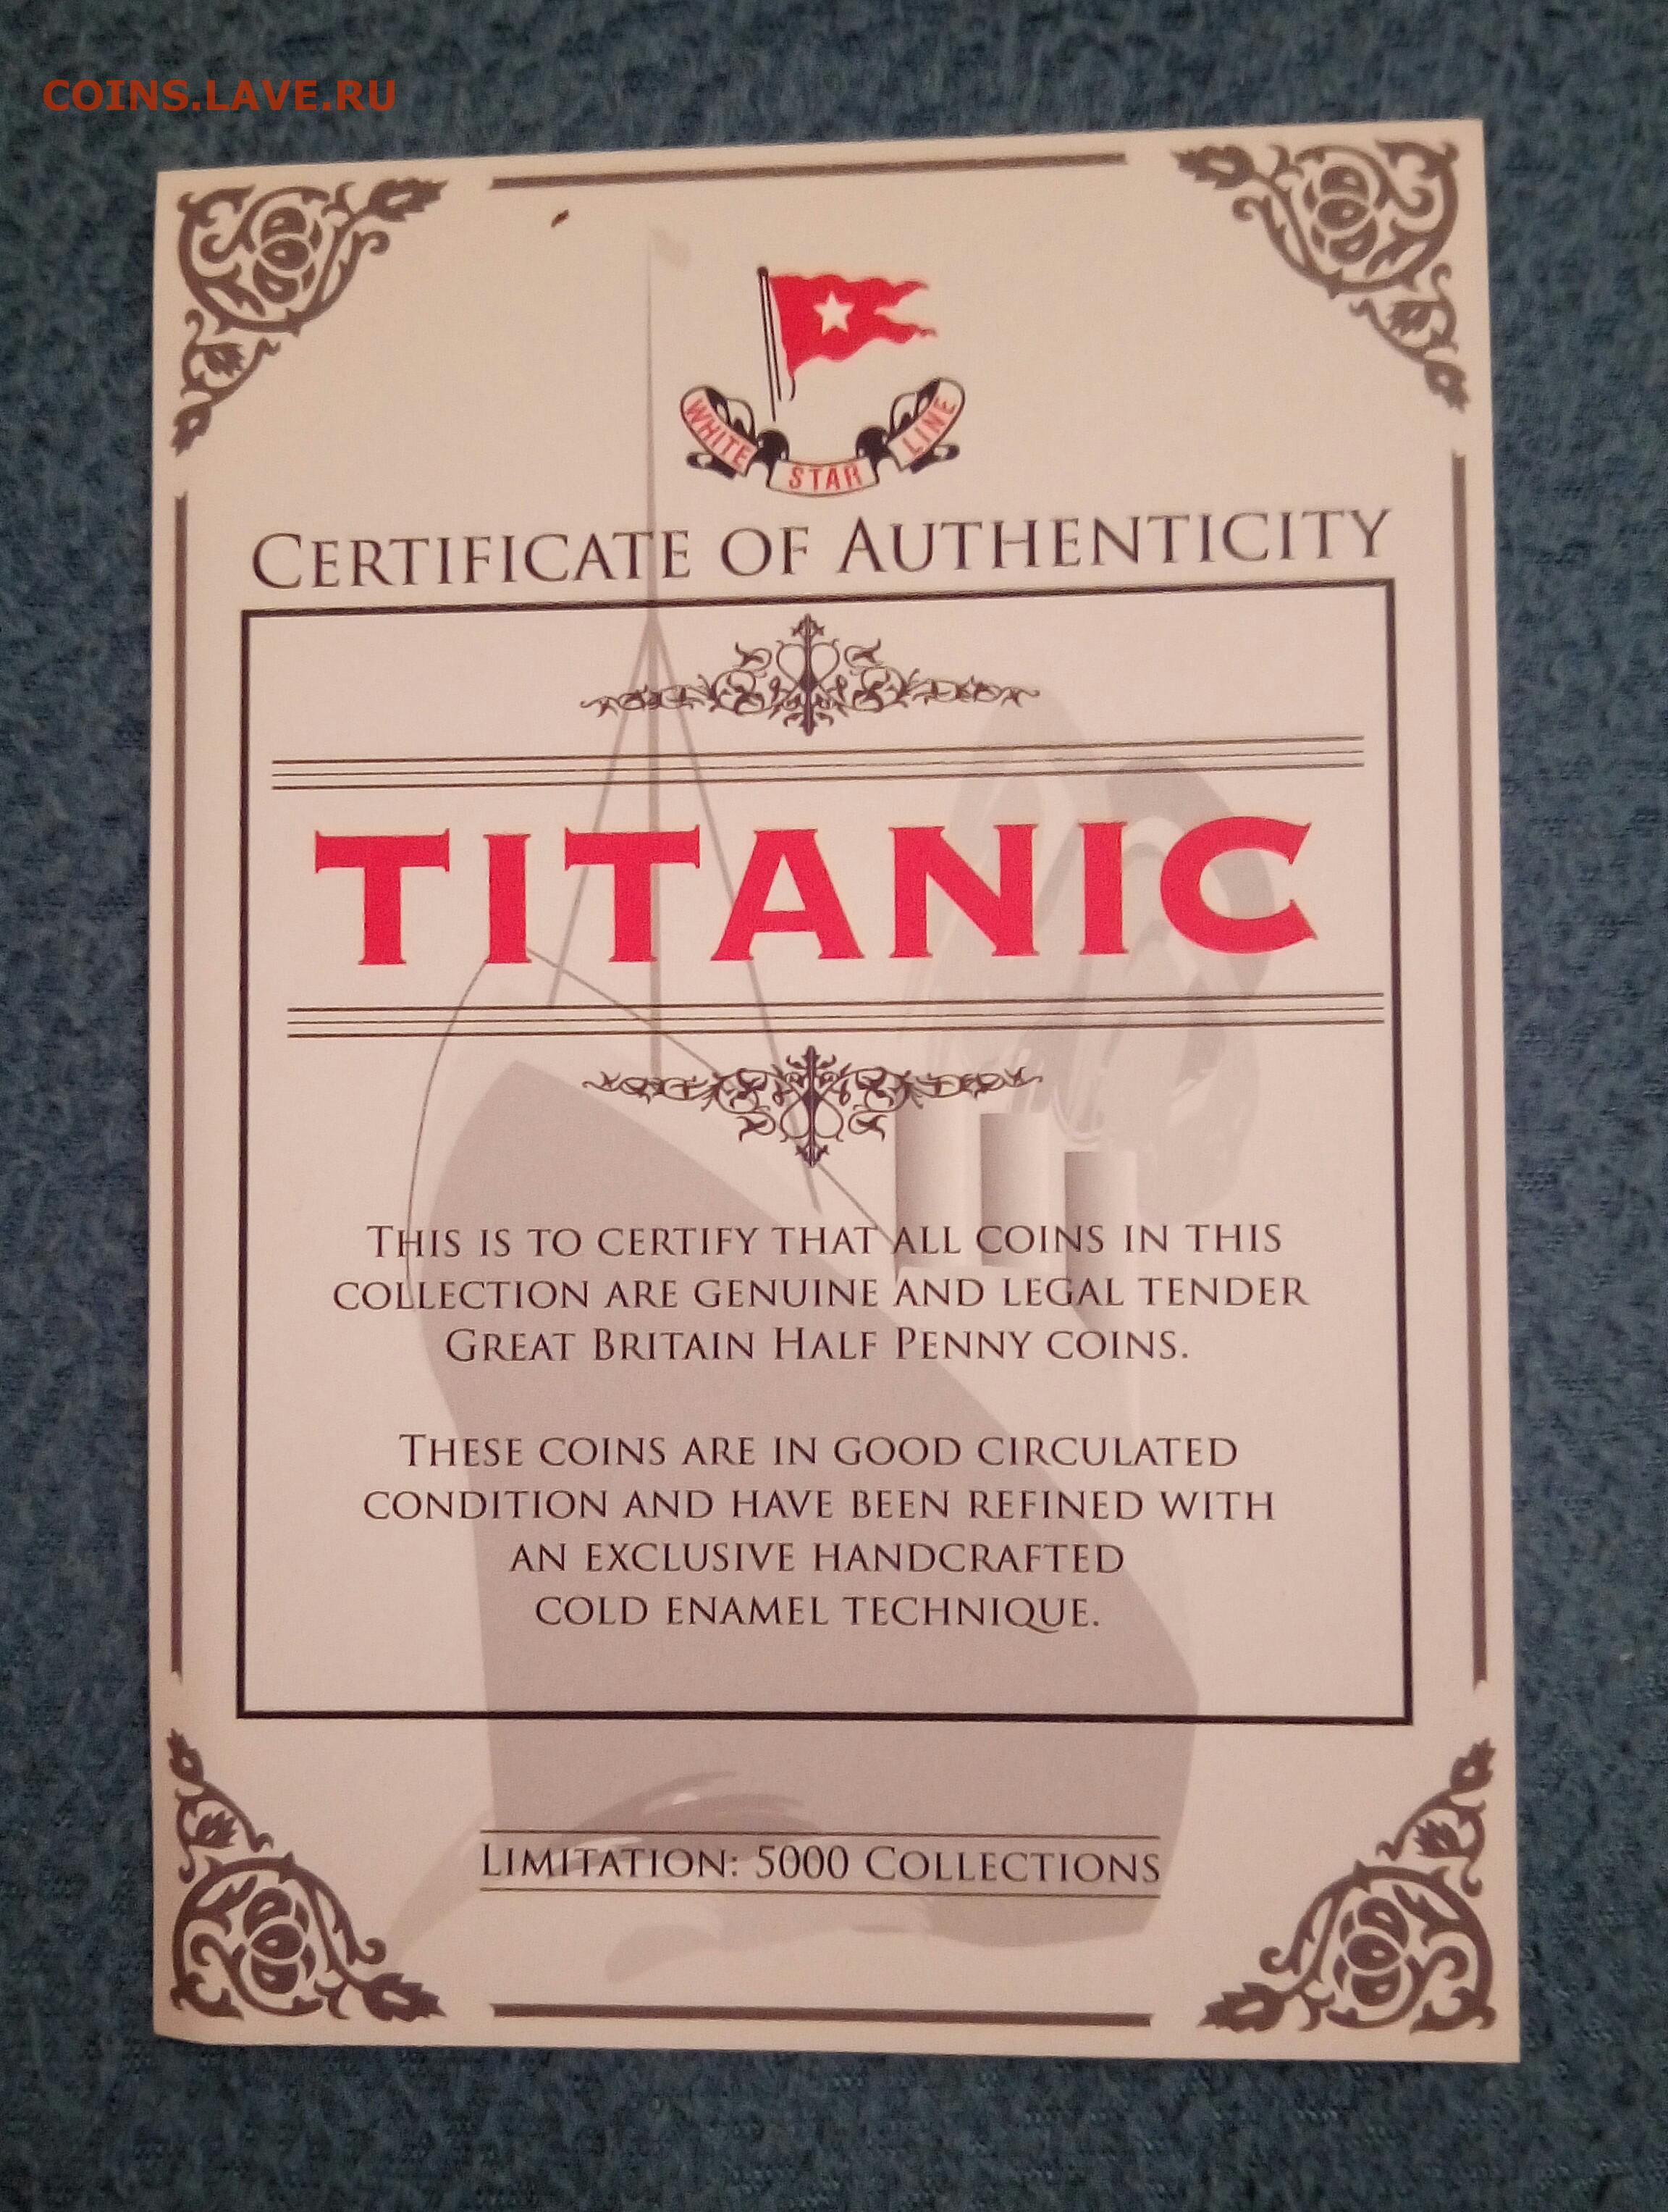 COINS.LAVE.RU
WHITE STAR LINE
CERTIFICATE OF AUTHENTICITY
TITANIC
THIS IS TO CERTIFY THAT ALL COINS IN THIS
COLLECTION ARE GENUINE AND LEGAL TENDER
GREAT BRITAIN HALF PENNY COINS.
THESE COINS ARE IN GOOD CIRCULATED
CONDITION AND HAVE BEEN REFINED WITH
AN EXCLUSIVE HANDCRAFTED
COLD ENAMEL TECHNIQUE.
LIMITATION: 5000 COLLECTIONS